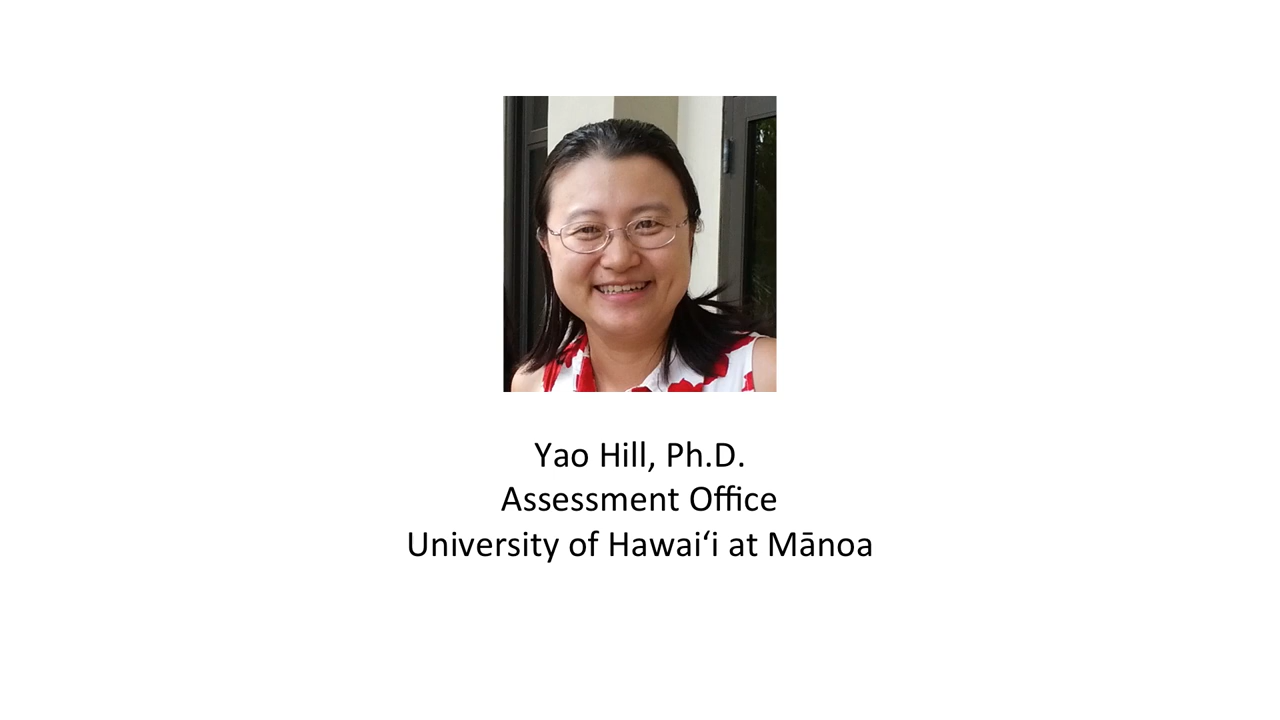 Yao Hill, Ph.D.
Assessment Office
University of Hawaiʻi at Mānoa